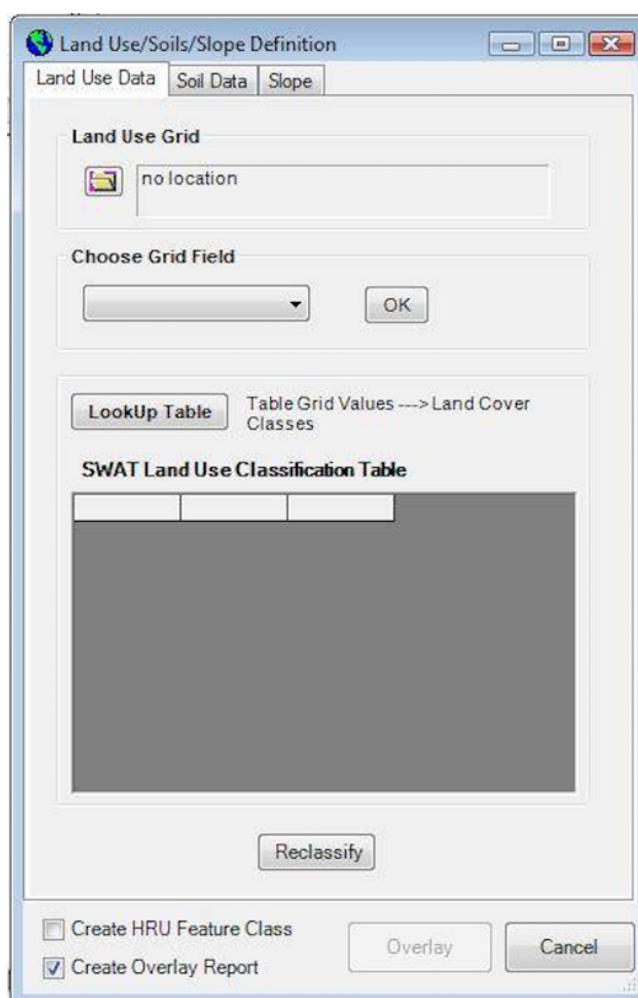 Land Use/Soils/Slope Definition
Land Use Data
Soil Data
Slope
Land Use Grid
no location
Choose Grid Field
OK
LookUp Table
Table Grid Values ---> Land Cover
Classes
SWAT Land Use Classification Table
Reclassify
Create HRU Feature Class
Create Overlay Report
Overlay
Cancel